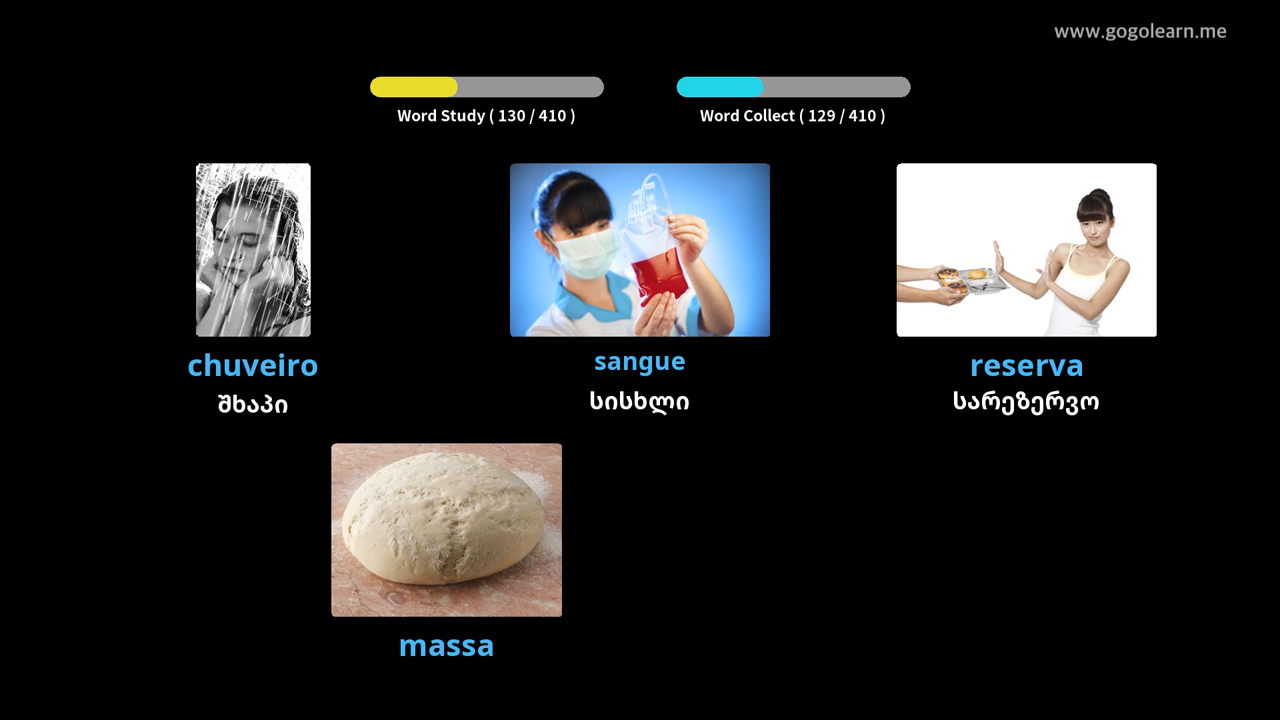 www.gogolearn.me
Word Study ( 130 / 410 )
Word Collect ( 129 / 410 )
chuveiro
შხაპი
sangue
სისხლი
reserva
სარეზერვო
massa